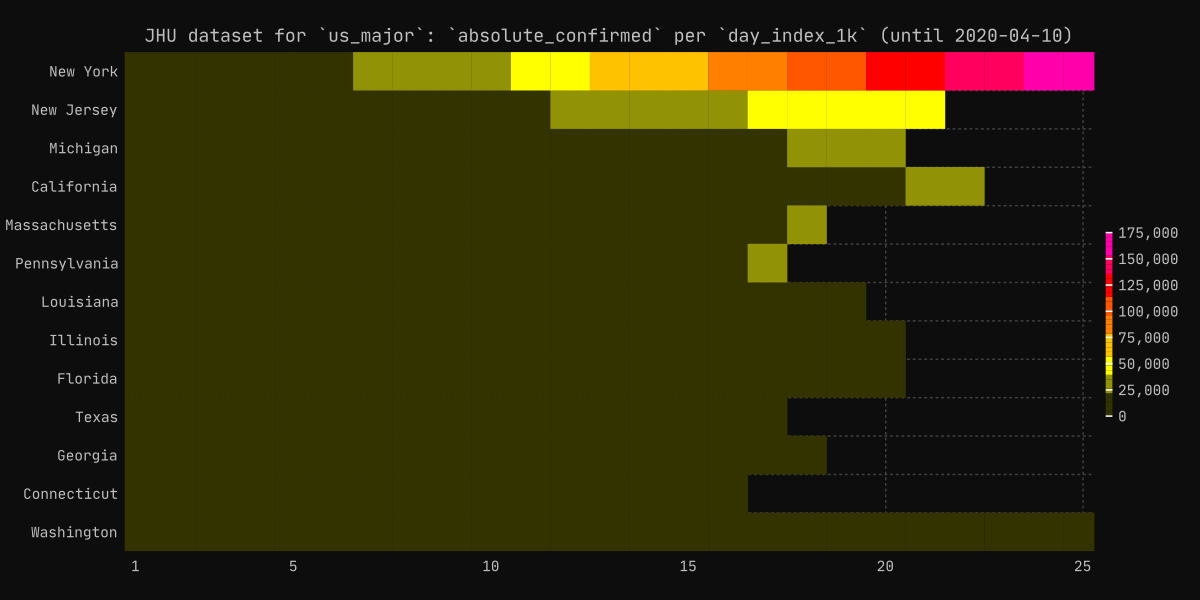 JHU dataset for `us_major`: `absolute_confirmed` per `day_index_1k` (until 2020-04-10)
New York
New Jersey
Michigan
California
Massachusetts
Pennsylvania
Louisiana
Illinois
Florida
Texas
Georgia
Connecticut
Washington
1 5 10 15 20 25
175,000
150,000
125,000
100,000
75,000
50,000
25,000
0